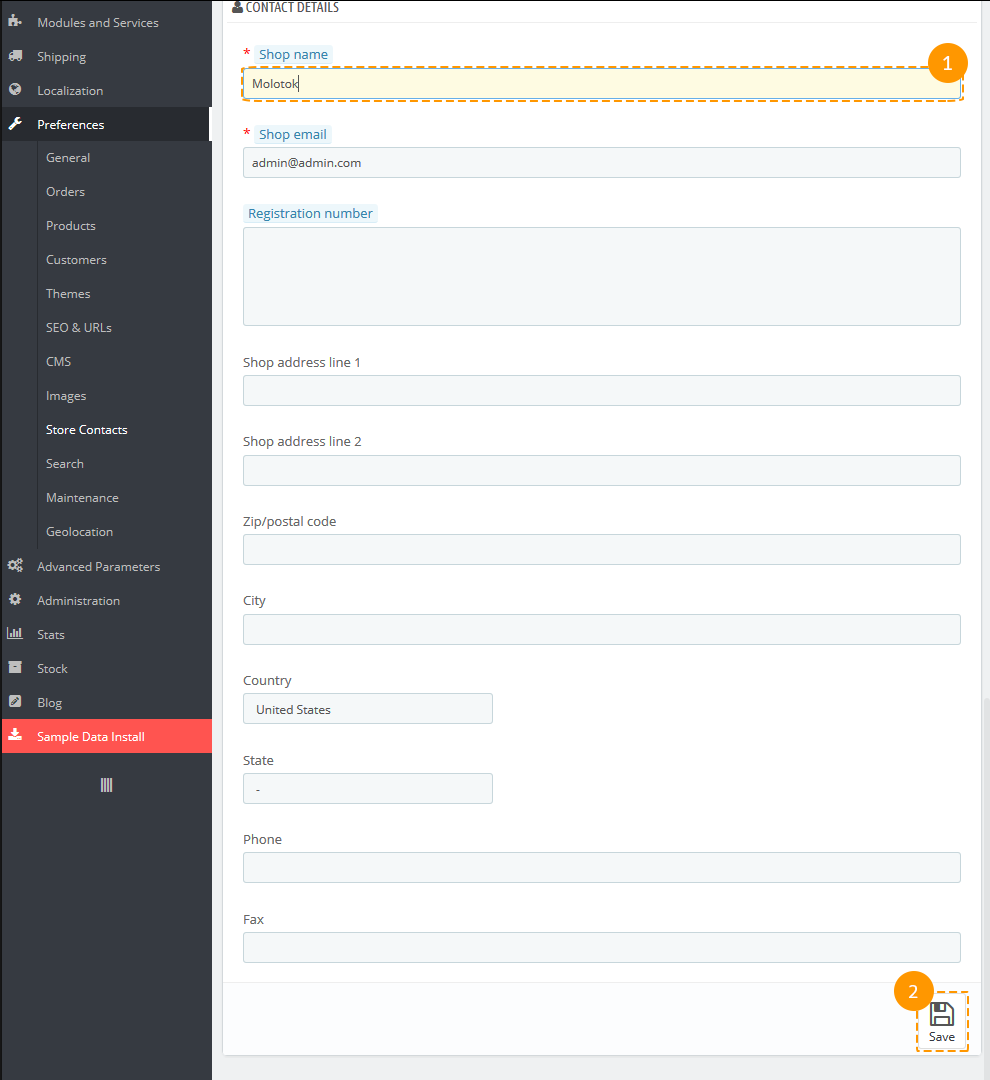 Modules and Services
Shipping
Localization
Preferences
General
Orders
Products
Customers
Themes
SEO & URLs
CMS
Images
Store Contacts
Search
Maintenance
Geolocation
Advanced Parameters
Administration
Stats
Stock
Blog
Sample Data Install
CONTACT DETAILS
* Shop name
1
Molotok
* Shop email
admin@admin.com
Registration number
Shop address line 1
Shop address line 2
Zip/postal code
City
Country
United States
State
-
Phone
Fax
2
Save